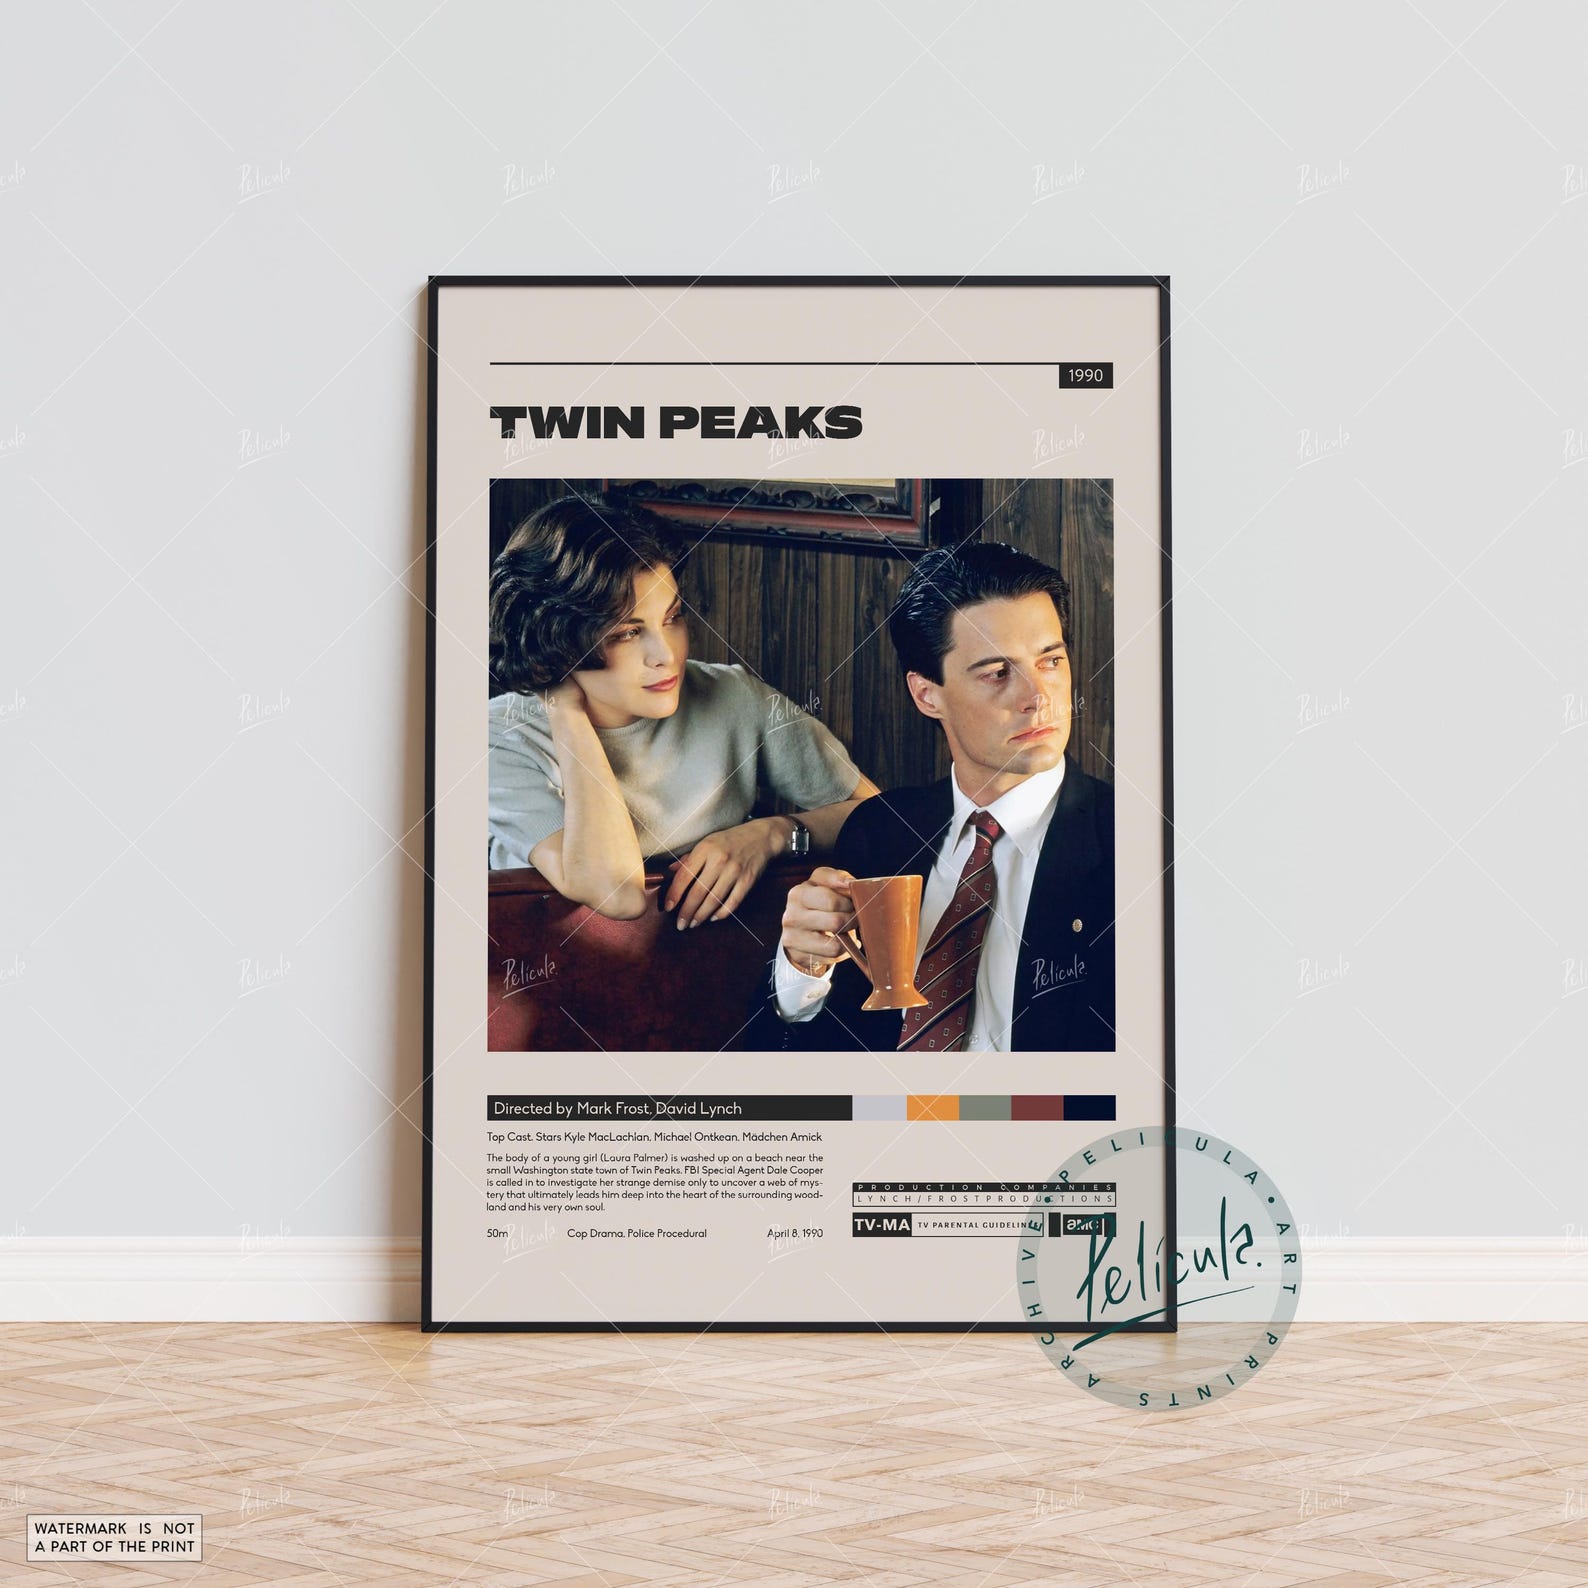 1990
TWIN PEAKS
Directed by Mark Frost, David Lynch
Top Cast. Stars Kyle MacLachlan, Michael Ontkean, Mädchen Amick
The body of a young girl (Laura Palmer) is washed up on a beach near the
small Washington state town of Twin Peaks. FBI Special Agent Dale Cooper
is called in to investigate her strange demise only to uncover a web of mys-
tery that ultimately leads him deep into the heart of the surrounding wood-
land and his very own soul.
50m Cop Drama, Police Procedural April 8, 1990
PRODUCTION COMPANIES
LYNCH/FROSTPRODUCTIONS
TV-MA TV PARENTAL GUIDELINE amc
PELICULA • ART PRINTS ARCHIVE •
Película.
WATERMARK IS NOT
A PART OF THE PRINT